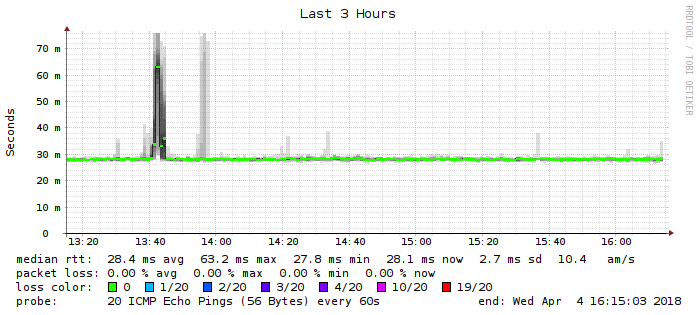 Last 3 Hours
RRDTOOL / TOBI OETIKER
Seconds
70 m
60 m
50 m
40 m
30 m
20 m
10 m
0
13:20 13:40 14:00 14:20 14:40 15:00 15:20 15:40 16:00
median rtt: 28.4 ms avg 63.2 ms max 27.8 ms min 28.1 ms now 2.7 ms sd 10.4 am/s
packet loss: 0.00 % avg 0.00 % max 0.00 % min 0.00 % now
loss color: 0 1/20 2/20 3/20 4/20 10/20 19/20
probe: 20 ICMP Echo Pings (56 Bytes) every 60s end: Wed Apr 4 16:15:03 2018